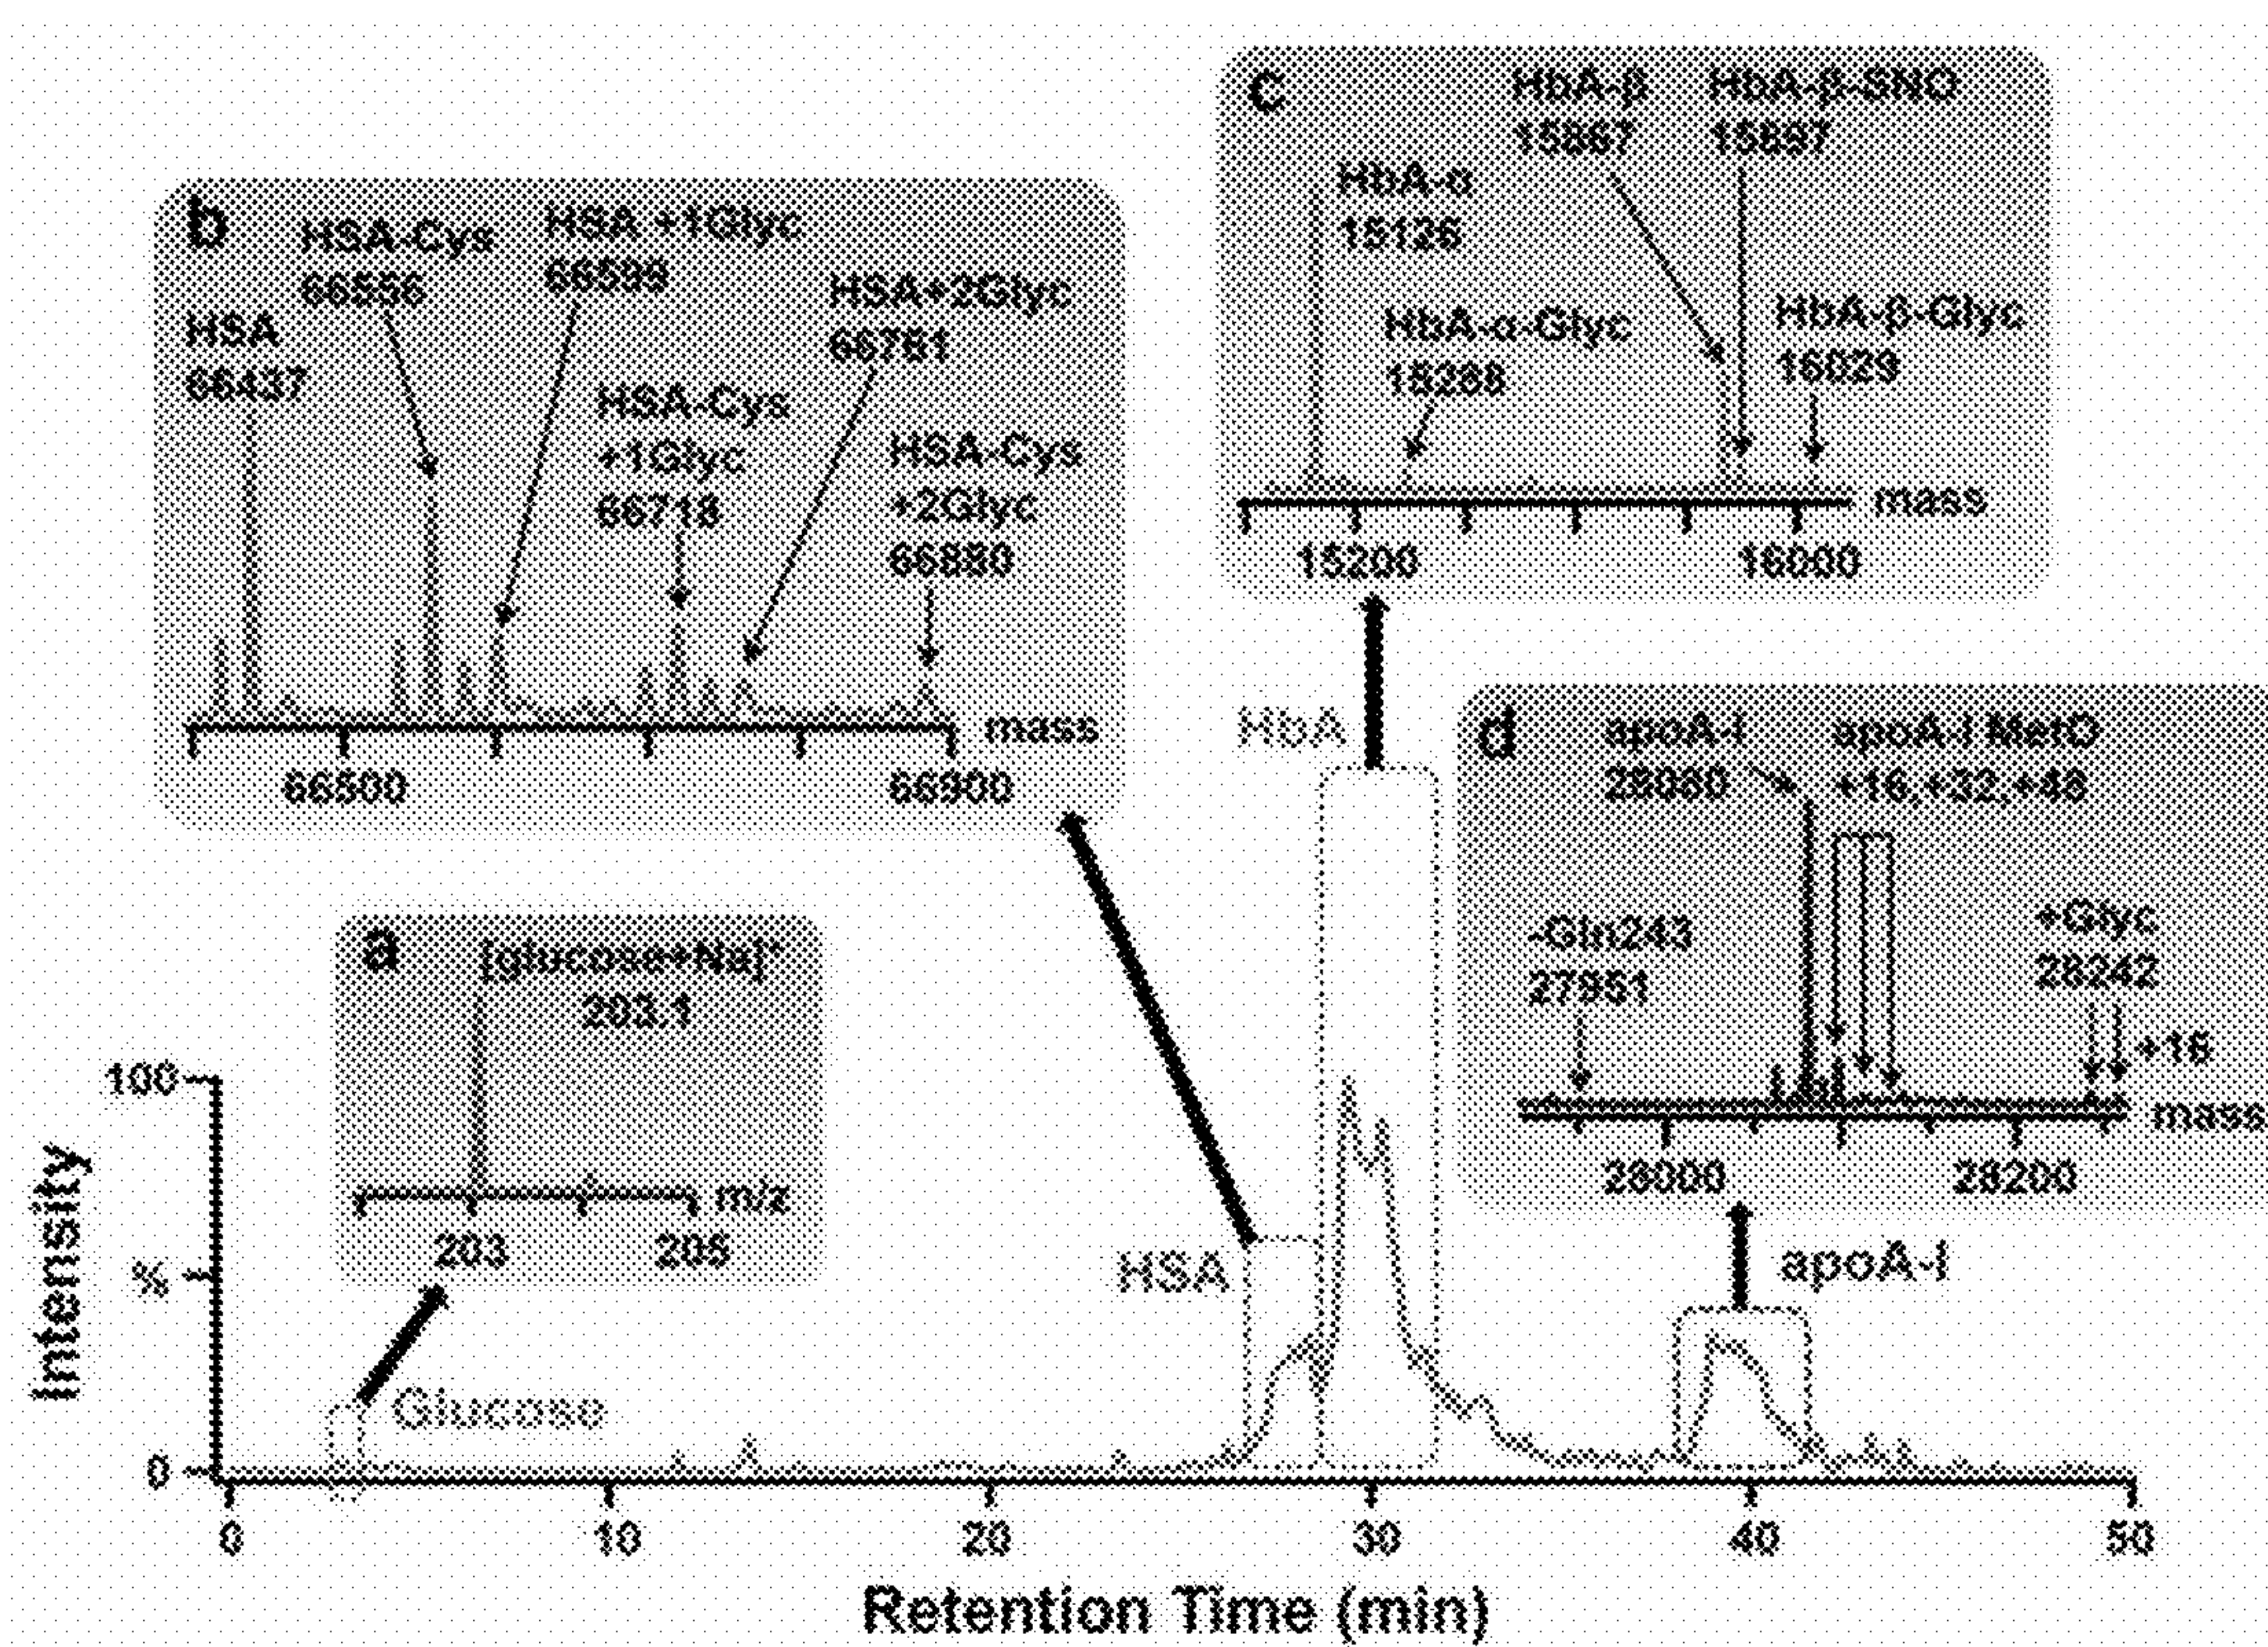 c
HbA-β
15867
HbA-β-SNO
15897
HbA-α
15126
HbA-α-Glyc
15288
HbA-β-Glyc
16029
mass
15200
16000
b
HSA
66437
HSA-Cys
66556
HSA +1Glyc
66599
HSA-Cys
+1Glyc
66718
HSA+2Glyc
66761
HSA-Cys
+2Glyc
66880
mass
66500
66900
HbA
d
apoA-I
28080
apoA-I MetO
+16,+32,+48
-Gln243
27951
+Glyc
28242
+16
mass
28000
28200
a
[glucose+Na]⁺
203.1
m/z
203
205
HSA
apoA-I
Glucose
Intensity
100
%
0
0
10
20
30
40
50
Retention Time (min)